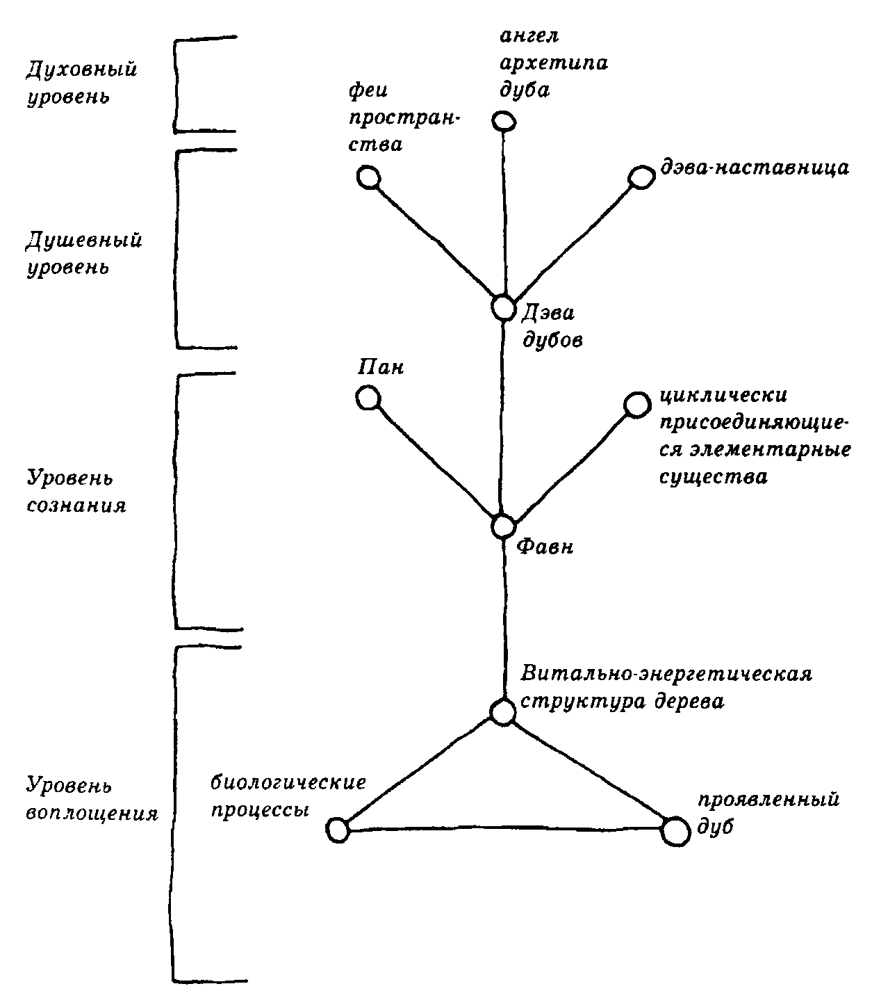 Духовный
уровень
ангел
архетипа
дуба
феи
простран-
ства
дэва-наставница
Душевный
уровень
Дэва
дубов
Пан
циклически
присоединяющие-
ся элементарные
существа
Уровень
сознания
Фавн
Витально-энергетическая
структура дерева
Уровень
воплощения
биологические
процессы
проявленный
дуб